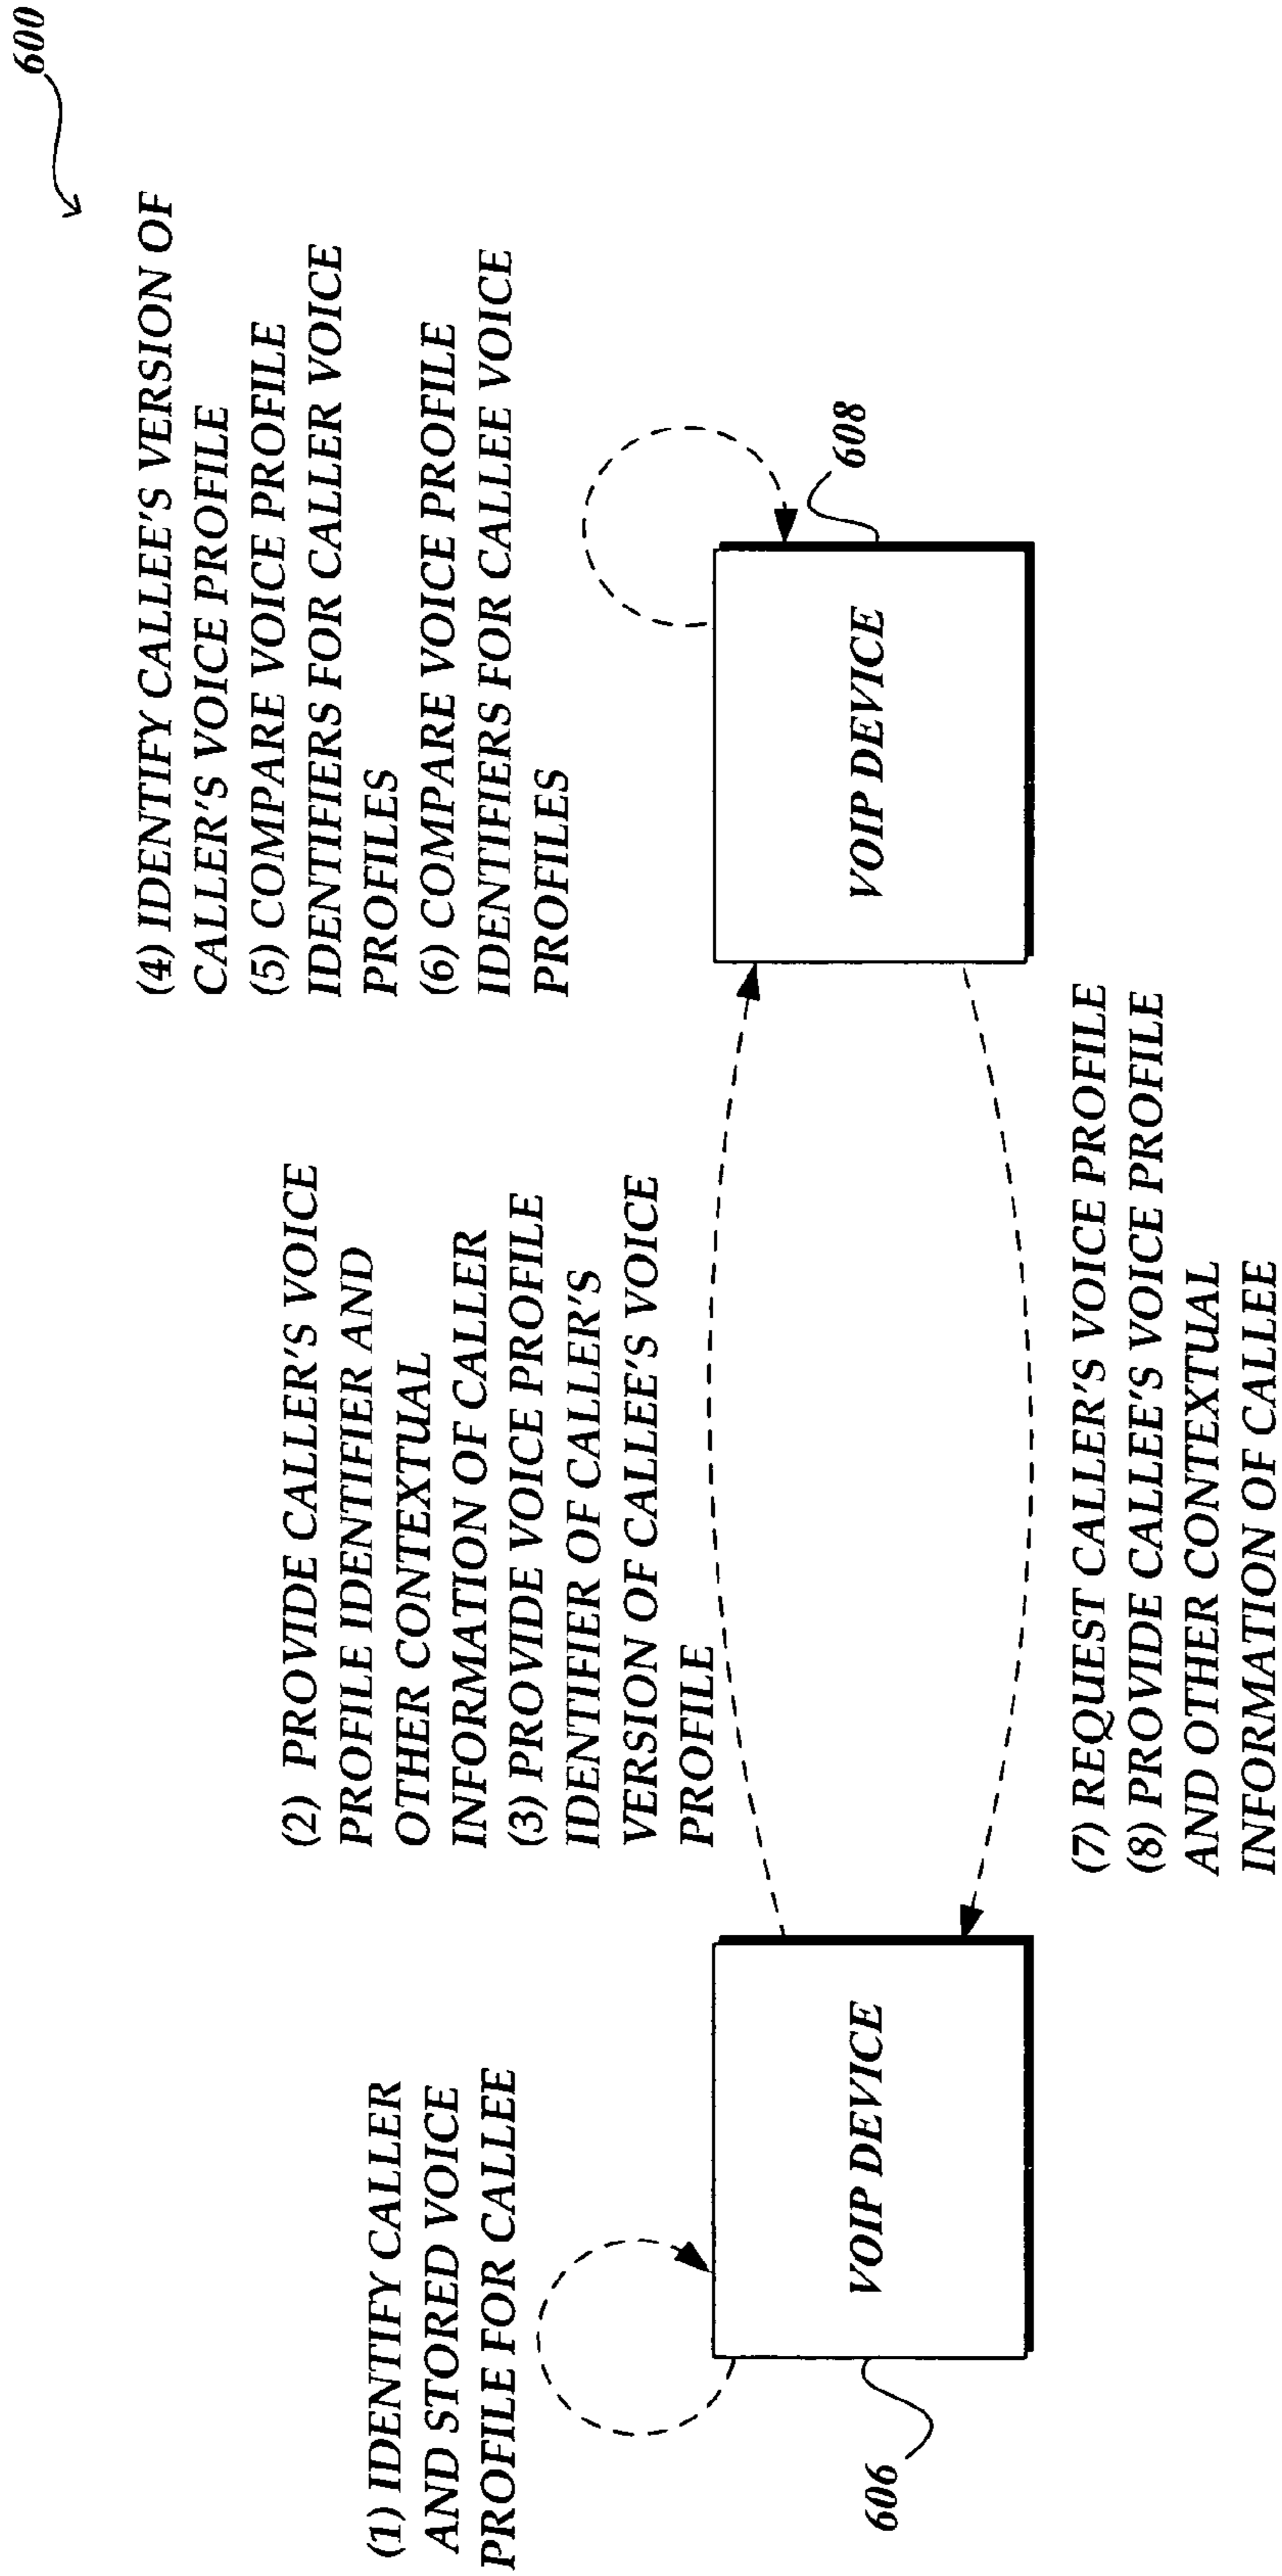 600
(1) IDENTIFY CALLER
AND STORED VOICE
PROFILE FOR CALLEE
(2) PROVIDE CALLER'S VOICE
PROFILE IDENTIFIER AND
OTHER CONTEXTUAL
INFORMATION OF CALLER
(3) PROVIDE VOICE PROFILE
IDENTIFIER OF CALLER'S
VERSION OF CALLEE'S VOICE
PROFILE
(4) IDENTIFY CALLEE'S VERSION OF
CALLER'S VOICE PROFILE
(5) COMPARE VOICE PROFILE
IDENTIFIERS FOR CALLER VOICE
PROFILES
(6) COMPARE VOICE PROFILE
IDENTIFIERS FOR CALLEE VOICE
PROFILES
VOIP DEVICE
606
VOIP DEVICE
608
(7) REQUEST CALLER'S VOICE PROFILE
(8) PROVIDE CALLEE'S VOICE PROFILE
AND OTHER CONTEXTUAL
INFORMATION OF CALLEE